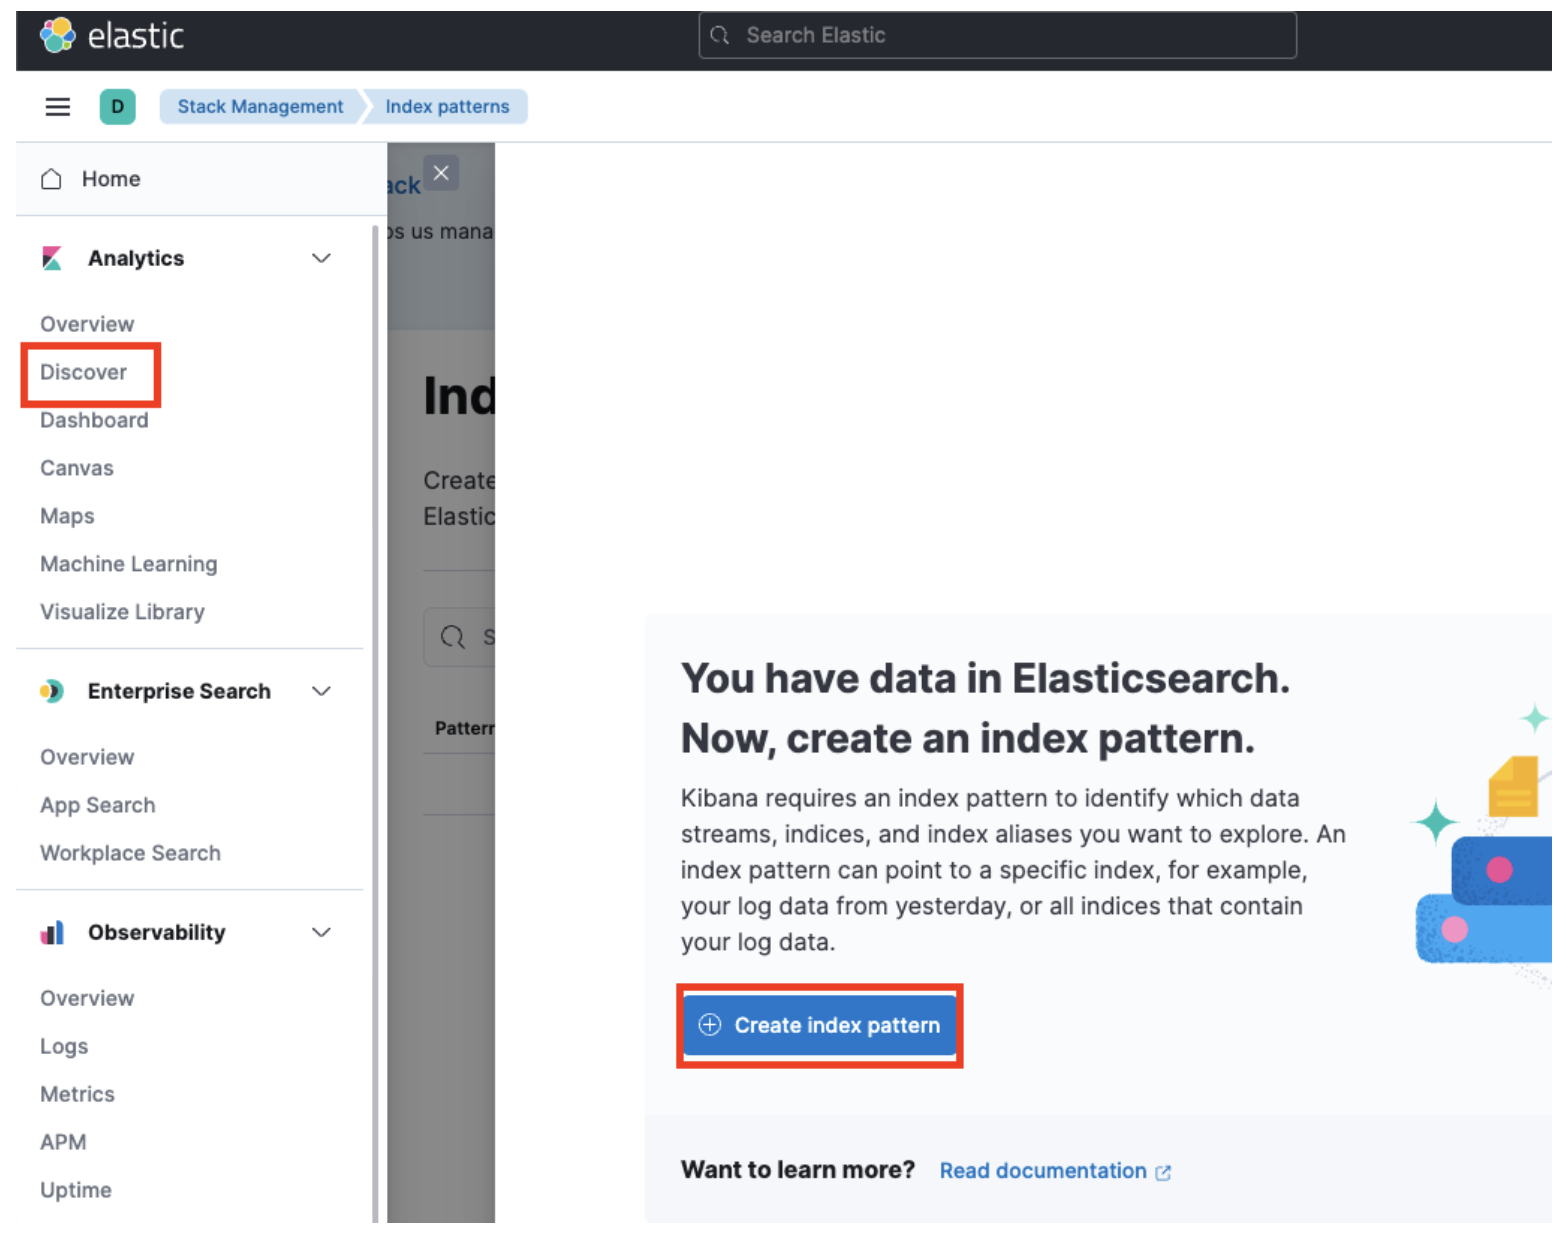 elastic
Search Elastic
D
Stack Management
Index patterns
Home
ack
Analytics
os us mana
Overview
Discover
Dashboard
Canvas
Maps
Machine Learning
Visualize Library
Ind
Create
Elastic
S
Pattern
Enterprise Search
Overview
App Search
Workplace Search
Observability
Overview
Logs
Metrics
APM
Uptime
You have data in Elasticsearch.
Now, create an index pattern.
Kibana requires an index pattern to identify which data
streams, indices, and index aliases you want to explore. An
index pattern can point to a specific index, for example,
your log data from yesterday, or all indices that contain
your log data.
Create index pattern
Want to learn more? Read documentation